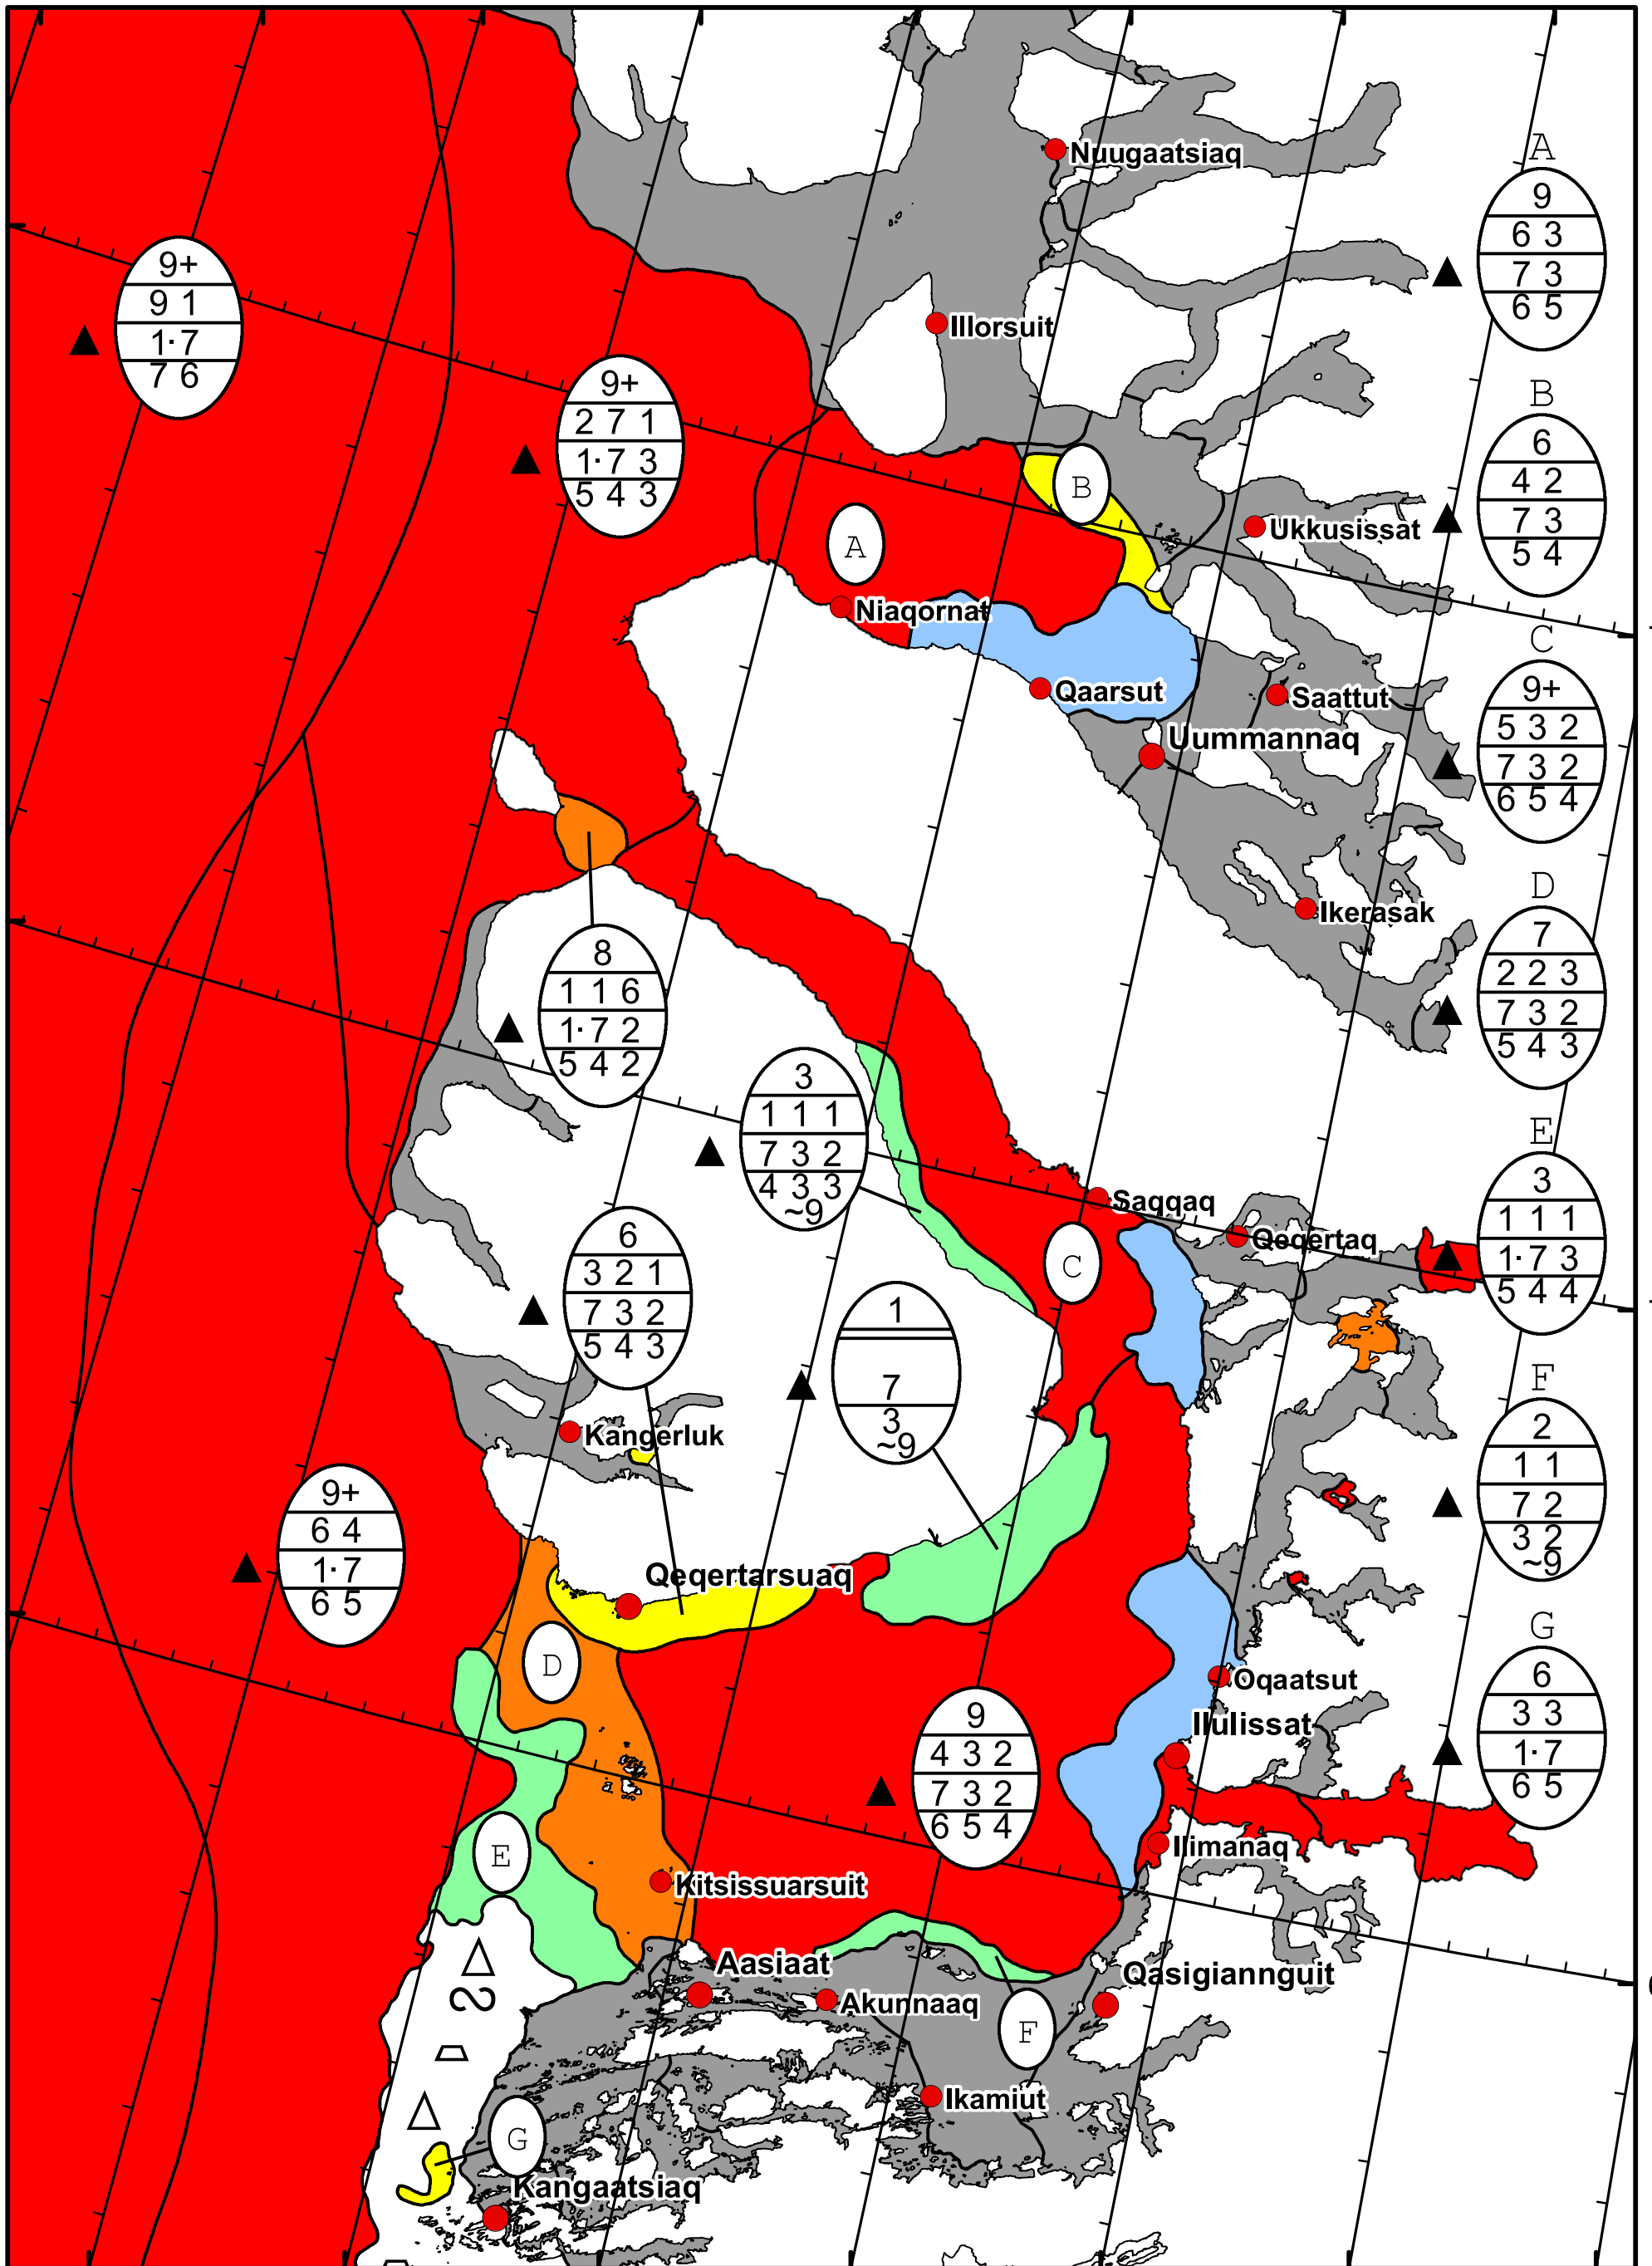 Nuugaatsiaq
A
9
6 3
7 3
6 5
9+
9 1
1·7
7 6
Illorsuit
9+
2 7 1
1·7 3
5 4 3
B
6
4 2
7 3
5 4
B
A
Ukkusissat
Niaqornat
C
9+
5 3 2
7 3 2
6 5 4
Qaarsut
Saattut
Uummannaq
D
7
2 2 3
7 3 2
5 4 3
Ikerasak
8
1 1 6
1·7 2
5 4 2
3
1 1 1
7 3 2
4 3 3
~9
E
3
1 1 1
1·7 3
5 4 4
Saqqaq
Qeqertaq
C
6
3 2 1
7 3 2
5 4 3
1
7
3
~9
F
2
1 1
7 2
3 2
~9
Kangerluk
9+
6 4
1·7
6 5
Qeqertarsuaq
G
6
3 3
1·7
6 5
D
Oqaatsut
Ilulissat
9
4 3 2
7 3 2
6 5 4
E
Ilimanaq
Kitsissuarsuit
Aasiaat
Qasigiannguit
Akunnaaq
F
Ikamiut
G
Kangaatsiaq